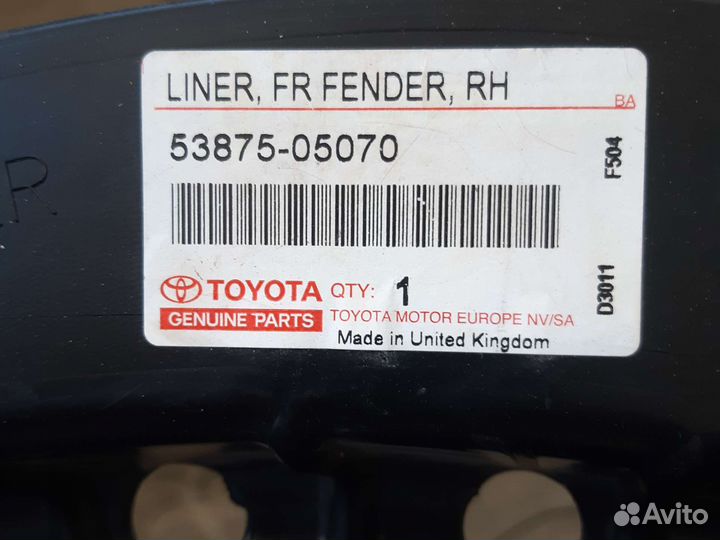 LINER, FR FENDER, RH
BA
53875-05070
F504
D3011
TOYOTA QTY: 1
GENUINE PARTS TOYOTA MOTOR EUROPE NV/SA
Made in United Kingdom
R
Avito